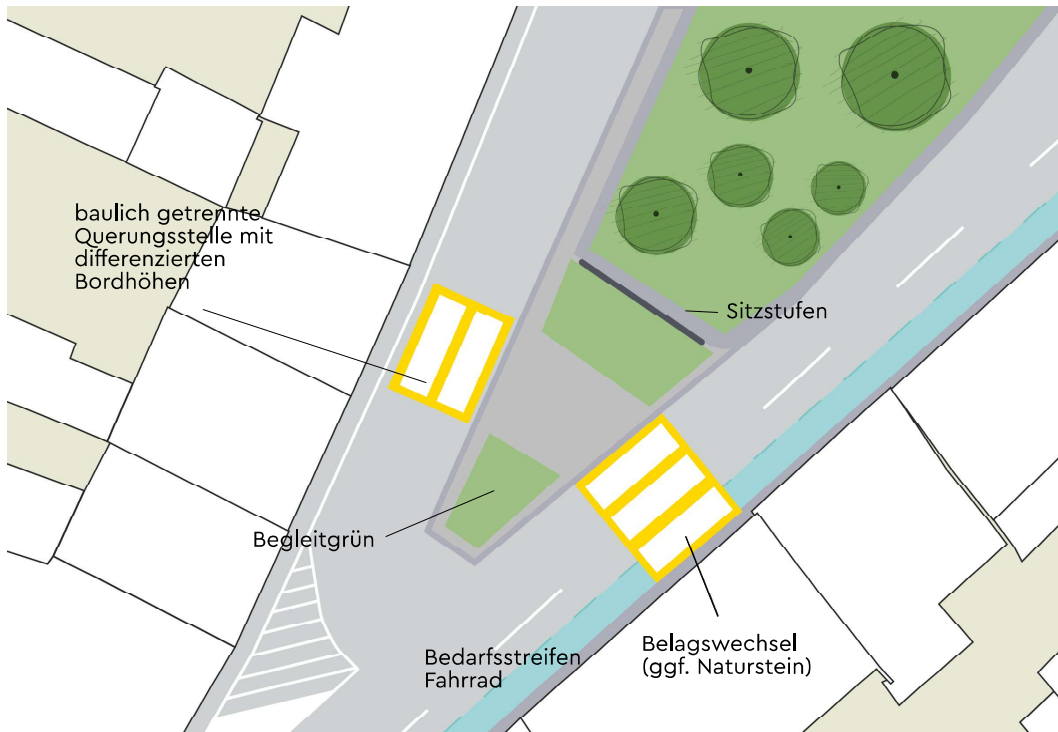 baulich getrennte
Querungsstelle mit
differenzierten
Bordhöhen
Sitzstufen
Begleitgrün
Bedarfsstreifen
Fahrrad
Belagswechsel
(ggf. Naturstein)